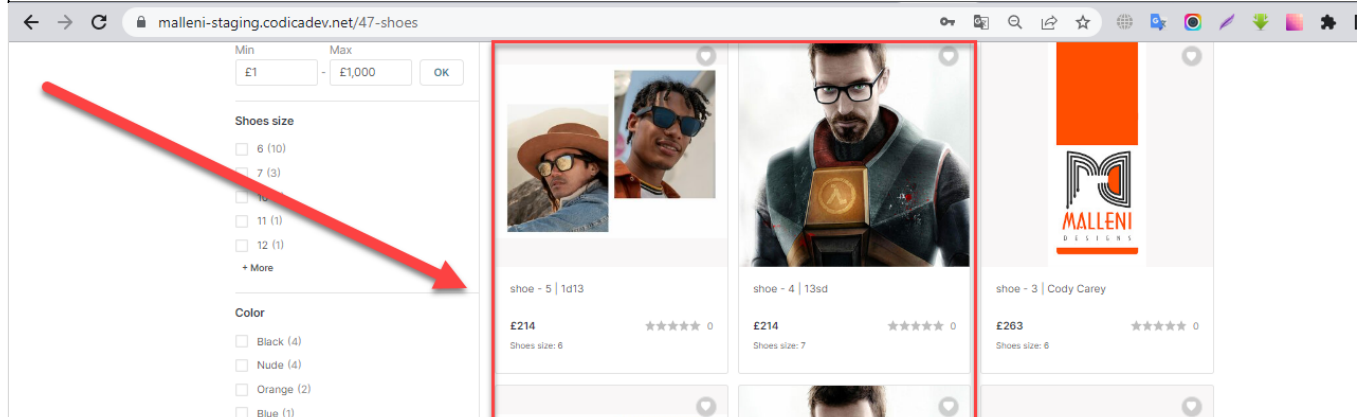 malleni-staging.codicadev.net/47-shoes
Min Max
£1 - £1,000 OK
Shoes size
6 (10)
7 (3)
11 (1)
12 (1)
+ More
Color
Black (4)
Nude (4)
Orange (2)
Blue (1)
shoe - 5 | 1d13
£214 0
Shoes size: 6
shoe - 4 | 13sd
£214 0
Shoes size: 7
MALLENI
DESIGNS
shoe - 3 | Cody Carey
£263 0
Shoes size: 6